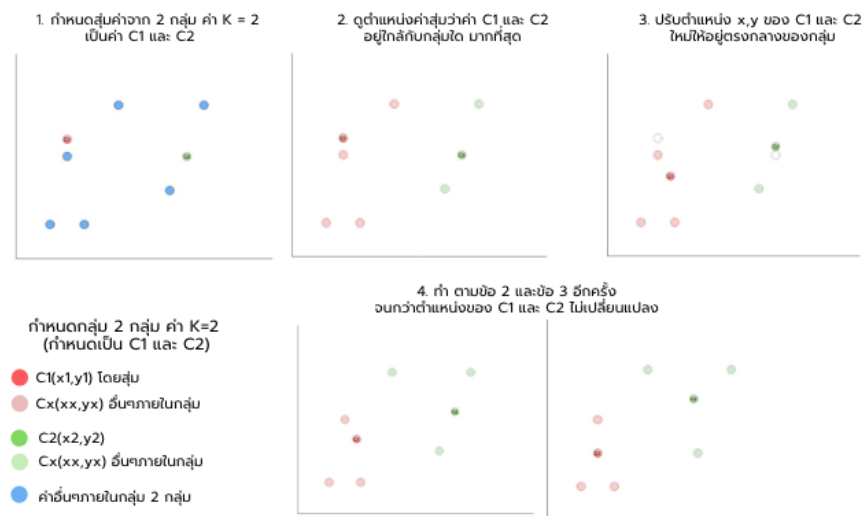 1. กำหนดสุ่มค่าจาก 2 กลุ่ม ค่า K = 2
เป็นค่า C1 และ C2
2. ดูตำแหน่งค่าสุ่มว่าค่า C1 และ C2
อยู่ใกล้กับกลุ่มใด มากที่สุด
3. ปรับตำแหน่ง x,y ของ C1 และ C2
ใหม่ให้อยู่ตรงกลางของกลุ่ม
4. ทำ ตามข้อ 2 และข้อ 3 อีกครั้ง
จนกว่าตำแหน่งของ C1 และ C2 ไม่เปลี่ยนแปลง
กำหนดกลุ่ม 2 กลุ่ม ค่า K=2
(กำหนดเป็น C1 และ C2)
C1(x1,y1) โดยสุ่ม
Cx(xx,yx) อื่นๆภายในกลุ่ม
C2(x2,y2)
Cx(xx,yx) อื่นๆภายในกลุ่ม
ค่าอื่นๆภายในกลุ่ม 2 กลุ่ม